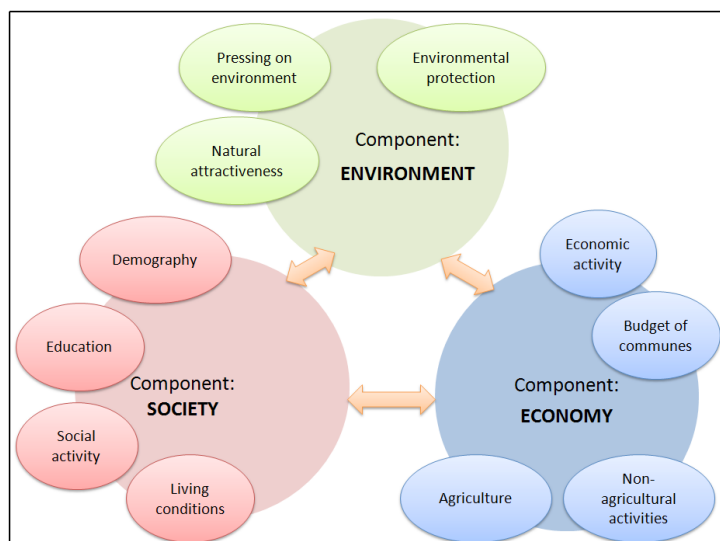 Pressing on
environment
Environmental
protection
Natural
attractiveness
Component:
ENVIRONMENT
Demography
Education
Social
activity
Living
conditions
Component:
SOCIETY
Economic
activity
Budget of
communes
Component:
ECONOMY
Agriculture
Non-
agricultural
activities